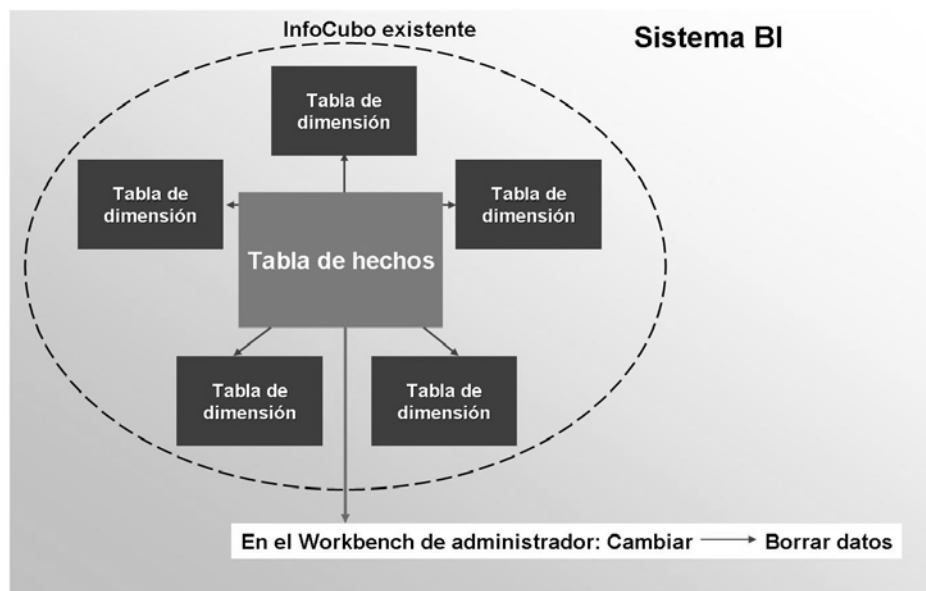 InfoCubo existente
Sistema BI
Tabla de
dimensión
Tabla de
dimensión
Tabla de
dimensión
Tabla de hechos
Tabla de
dimensión
Tabla de
dimensión
En el Workbench de administrador: Cambiar Borrar datos